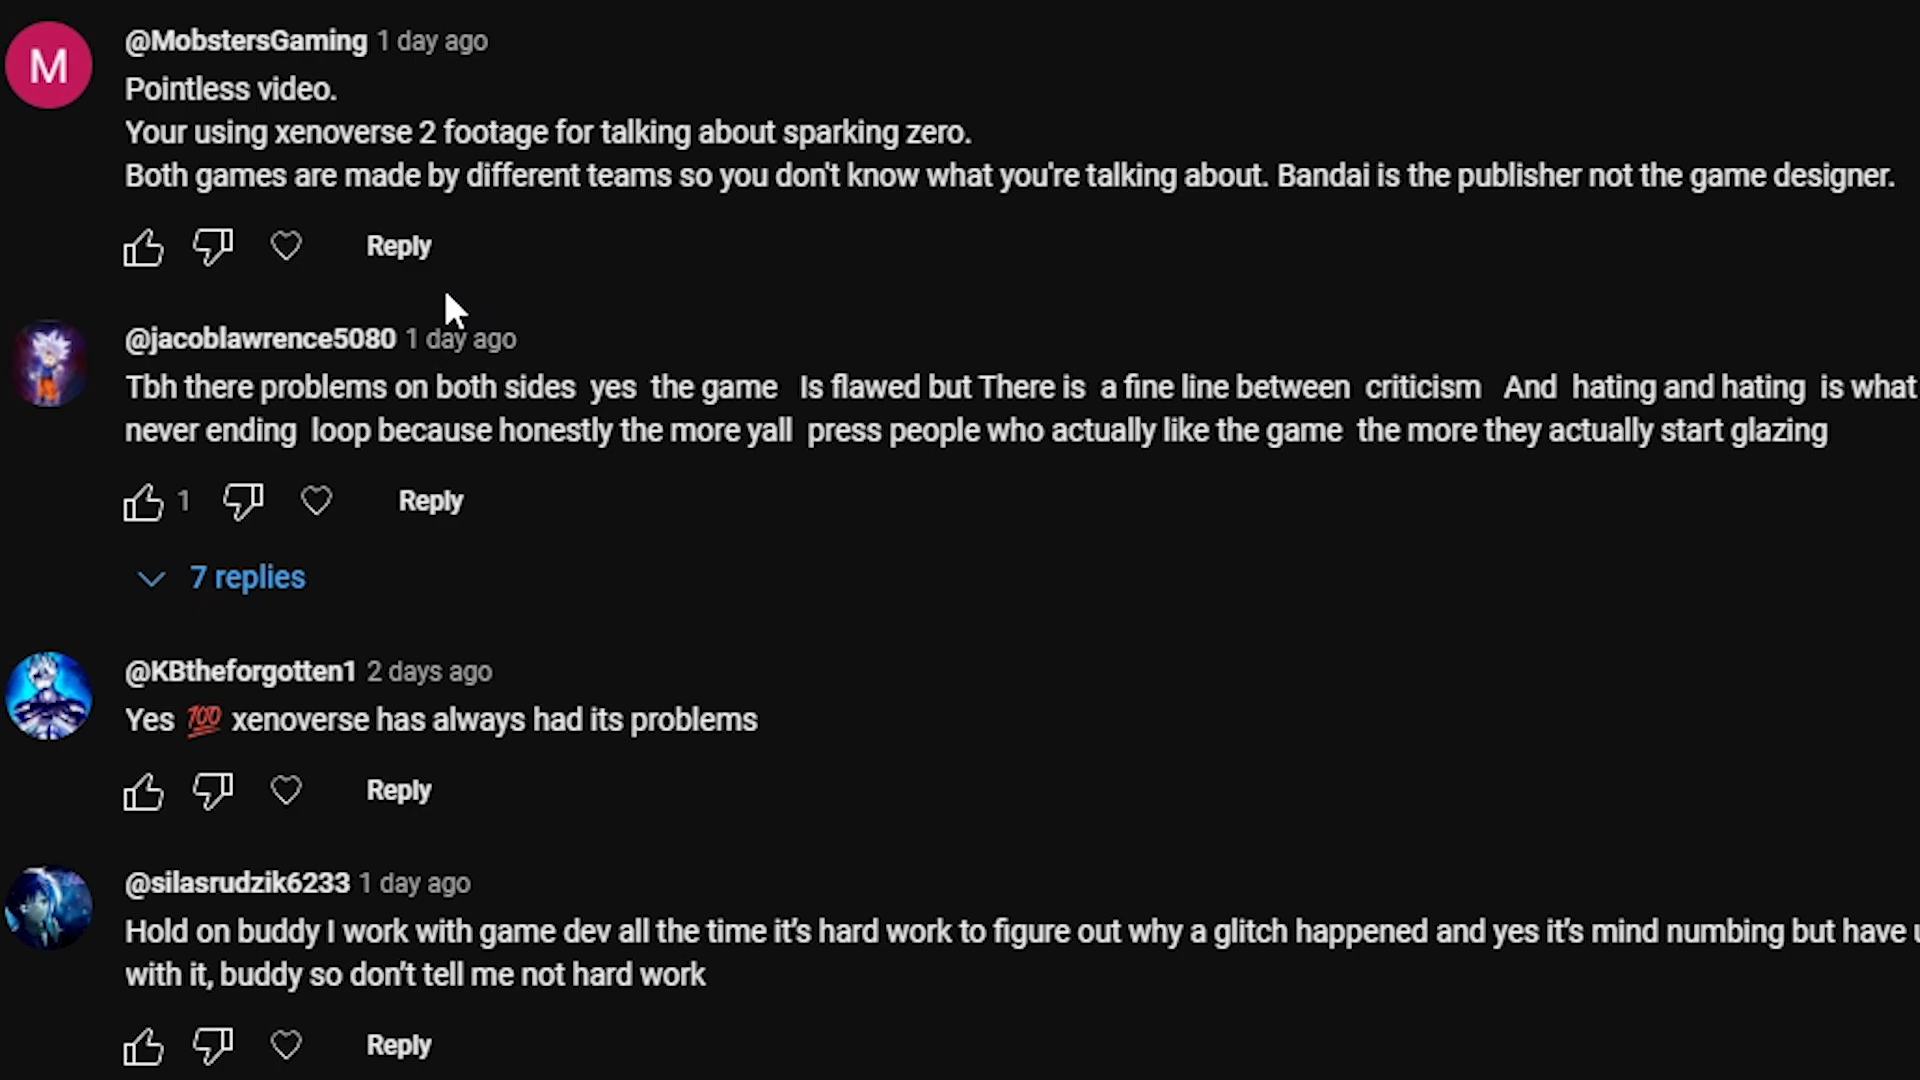 M
@MobstersGaming 1 day ago
Pointless video.
Your using xenoverse 2 footage for talking about sparking zero.
Both games are made by different teams so you don't know what you're talking about. Bandai is the publisher not the game designer.
Reply
@jacoblawrence5080 1 day ago
Tbh there problems on both sides yes the game Is flawed but There is a fine line between criticism And hating and hating is what
never ending loop because honestly the more yall press people who actually like the game the more they actually start glazing
1 Reply
7 replies
@KBtheforgotten1 2 days ago
Yes 💯 xenoverse has always had its problems
Reply
@silasrudzik6233 1 day ago
Hold on buddy I work with game dev all the time it's hard work to figure out why a glitch happened and yes it's mind numbing but have
with it, buddy so don't tell me not hard work
Reply